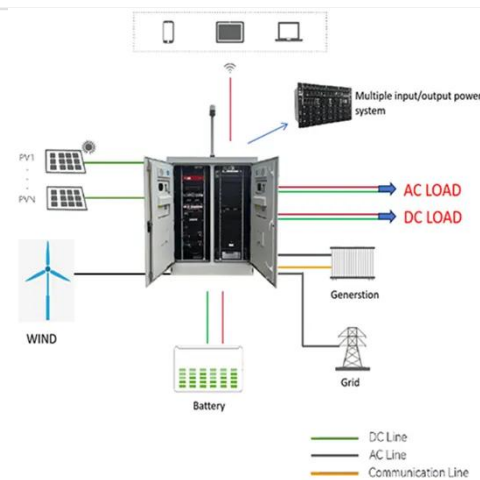 Multiple input/output power
system
PV1
PVN
AC LOAD
DC LOAD
WIND
Generstion
Grid
Battery
DC Line
AC Line
Communication Line